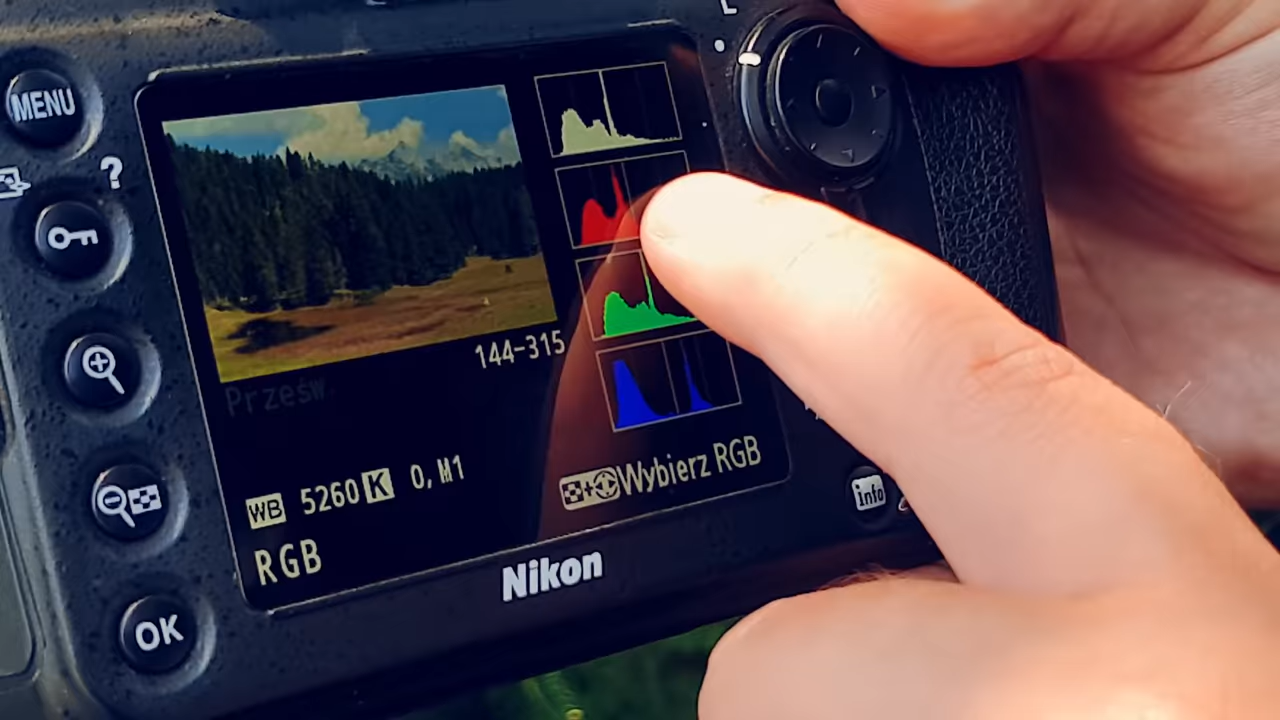 MENU
?
L
144-315
Prześw.
WB 5260 K 0, M1
Wybierz RGB
RGB
info
Nikon
OK